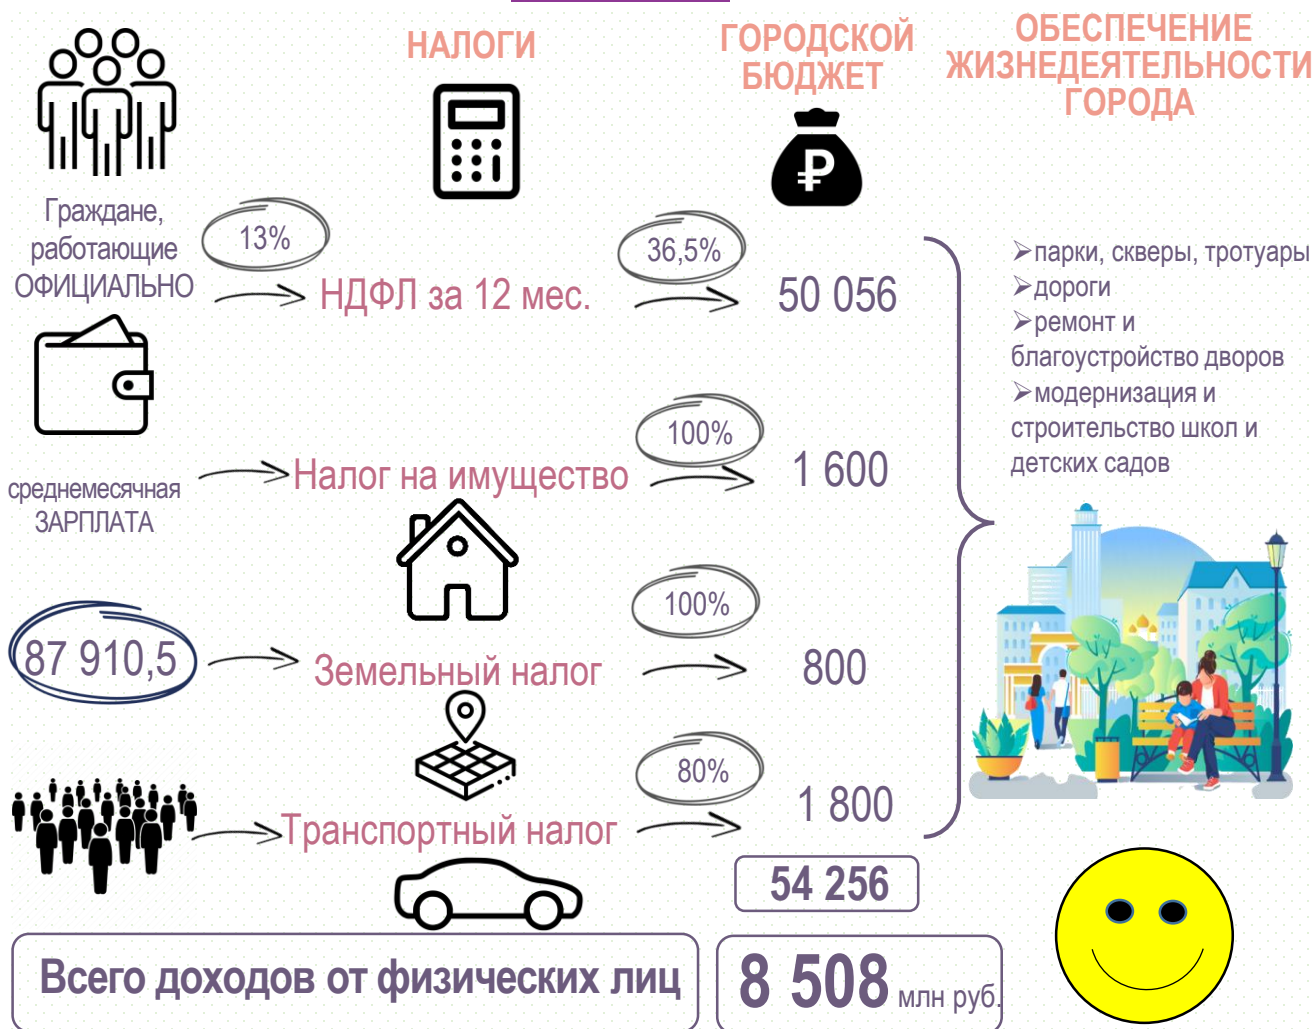 НАЛОГИ
ГОРОДСКОЙ
БЮДЖЕТ
ОБЕСПЕЧЕНИЕ
ЖИЗНЕДЕЯТЕЛЬНОСТИ
ГОРОДА
₽
Граждане,
работающие
ОФИЦИАЛЬНО
13%
НДФЛ за 12 мес.
36,5%
50 056
среднемесячная
ЗАРПЛАТА
87 910,5
Налог на имущество
100%
1 600
Земельный налог
100%
800
Транспортный налог
80%
1 800
54 256
➢парки, скверы, тротуары
➢дороги
➢ремонт и
благоустройство дворов
➢модернизация и
строительство школ и
детских садов
Всего доходов от физических лиц
8 508 млн руб.